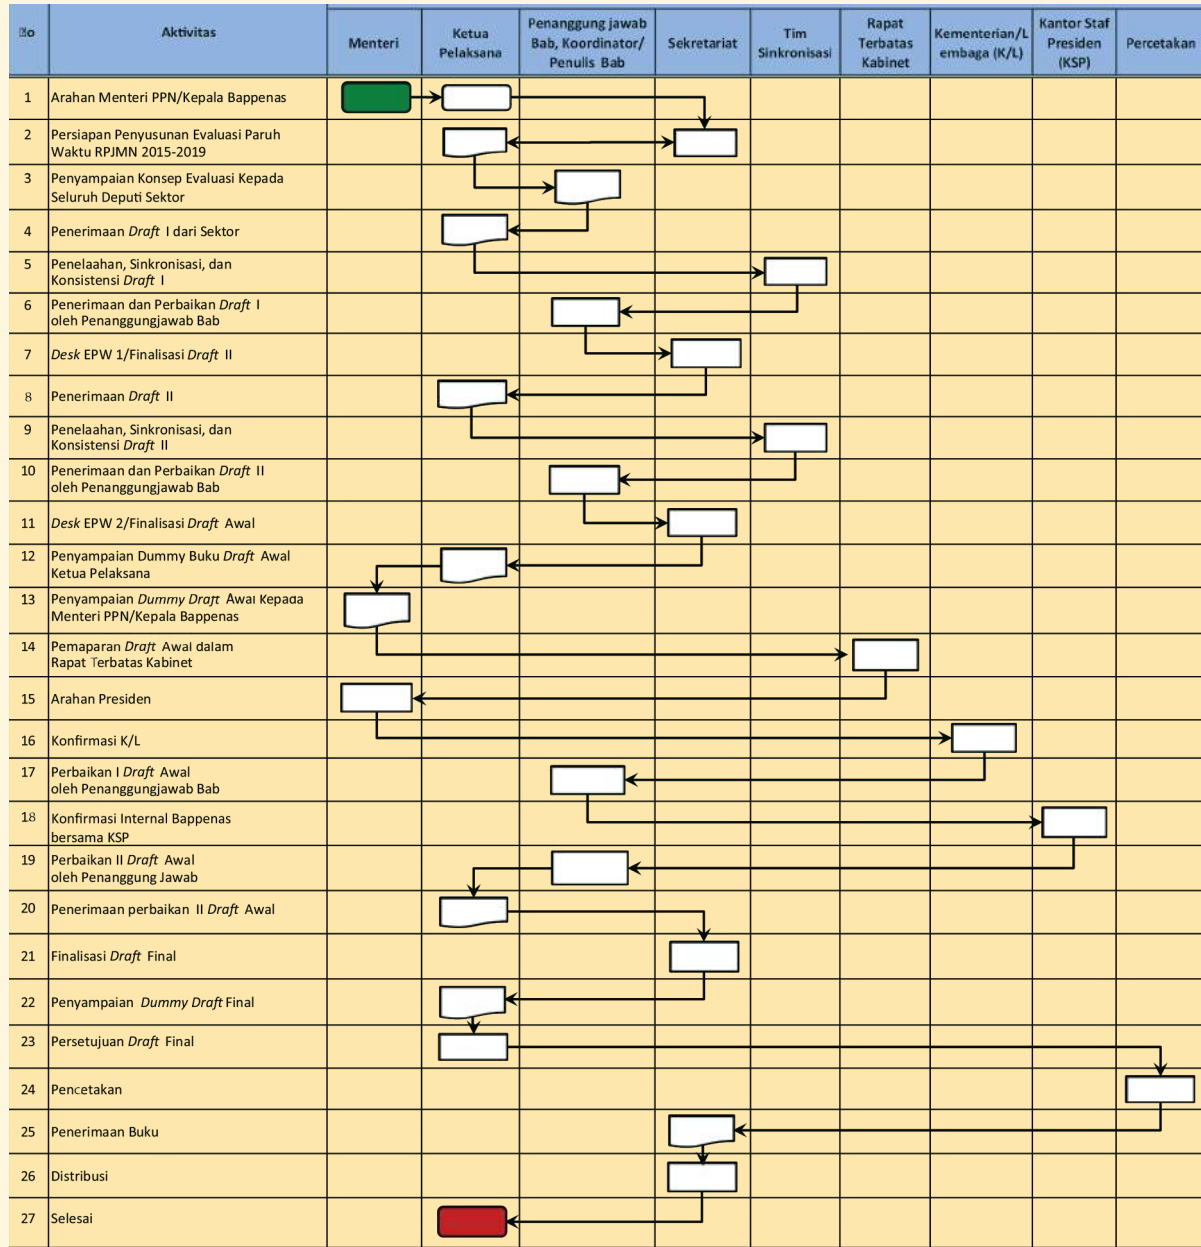 No
Aktivitas
Menteri
Ketua
Pelaksana
Penanggung jawab
Bab, Koordinator/
Penulis Bab
Sekretariat
Tim
Sinkronisasi
Rapat
Terbatas
Kabinet
Kementerian/L
embaga (K/L)
Kantor Staf
Presiden
(KSP)
Percetakan
1 Arahan Menteri PPN/Kepala Bappenas
2 Persiapan Penyusunan Evaluasi Paruh
Waktu RPJMN 2015-2019
3 Penyampaian Konsep Evaluasi Kepada
Seluruh Deputi Sektor
4 Penerimaan Draft I dari Sektor
5 Penelaahan, Sinkronisasi, dan
Konsistensi Draft I
6 Penerimaan dan Perbaikan Draft I
oleh Penanggungjawab Bab
7 Desk EPW 1/Finalisasi Draft II
8 Penerimaan Draft II
9 Penelaahan, Sinkronisasi, dan
Konsistensi Draft II
10 Penerimaan dan Perbaikan Draft II
oleh Penanggungjawab Bab
11 Desk EPW 2/Finalisasi Draft Awal
12 Penyampaian Dummy Buku Draft Awal
Ketua Pelaksana
13 Penyampaian Dummy Draft Awal Kepada
Menteri PPN/Kepala Bappenas
14 Pemaparan Draft Awal dalam
Rapat Terbatas Kabinet
15 Arahan Presiden
16 Konfirmasi K/L
17 Perbaikan I Draft Awal
oleh Penanggungjawab Bab
18 Konfirmasi Internal Bappenas
bersama KSP
19 Perbaikan II Draft Awal
oleh Penanggung Jawab
20 Penerimaan perbaikan II Draft Awal
21 Finalisasi Draft Final
22 Penyampaian Dummy Draft Final
23 Persetujuan Draft Final
24 Pencetakan
25 Penerimaan Buku
26 Distribusi
27 Selesai